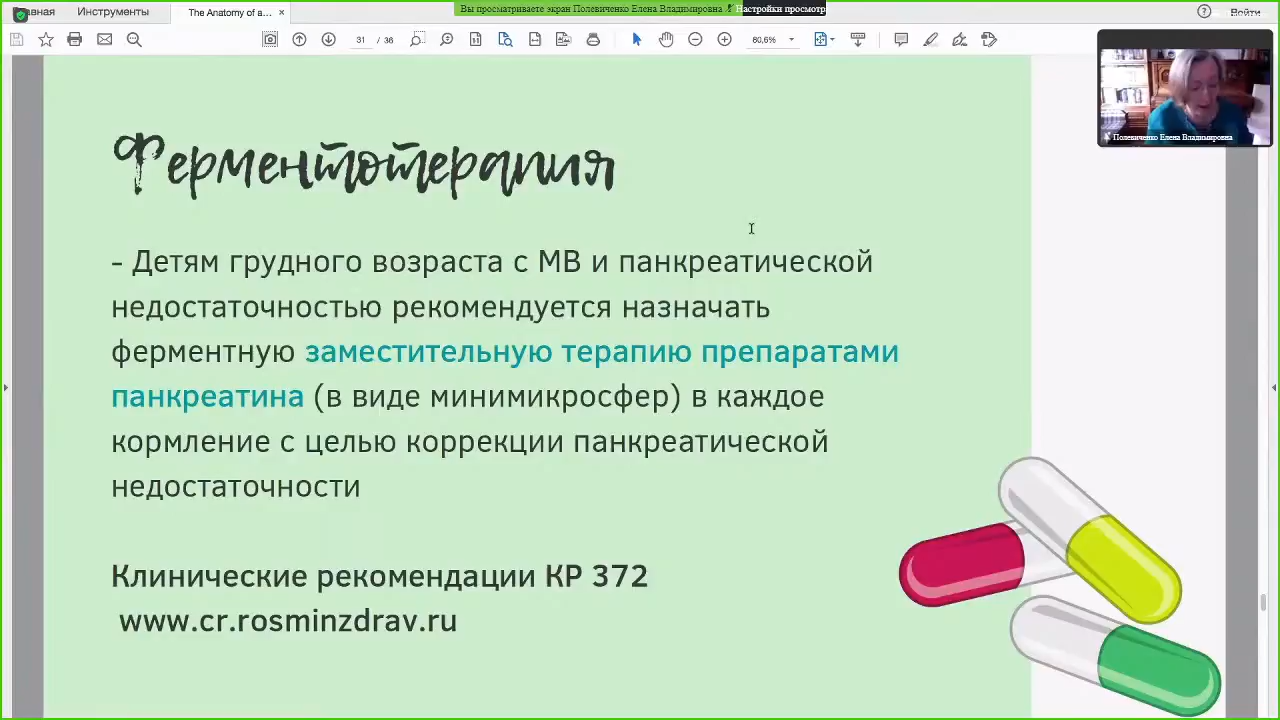 Главная
Инструменты
The Anatomy of a...
Вы просматриваете экран Полевиченко Елена Владимировна
Настройки просмотр
Войти
31 / 36
80,6%
Полевиченко Елена Владимировна
Ферментотерапия
- Детям грудного возраста с МВ и панкреатической
недостаточностью рекомендуется назначать
ферментную заместительную терапию препаратами
панкреатина (в виде минимикросфер) в каждое
кормление с целью коррекции панкреатической
недостаточности
Клинические рекомендации КР 372
www.cr.rosminzdrav.ru